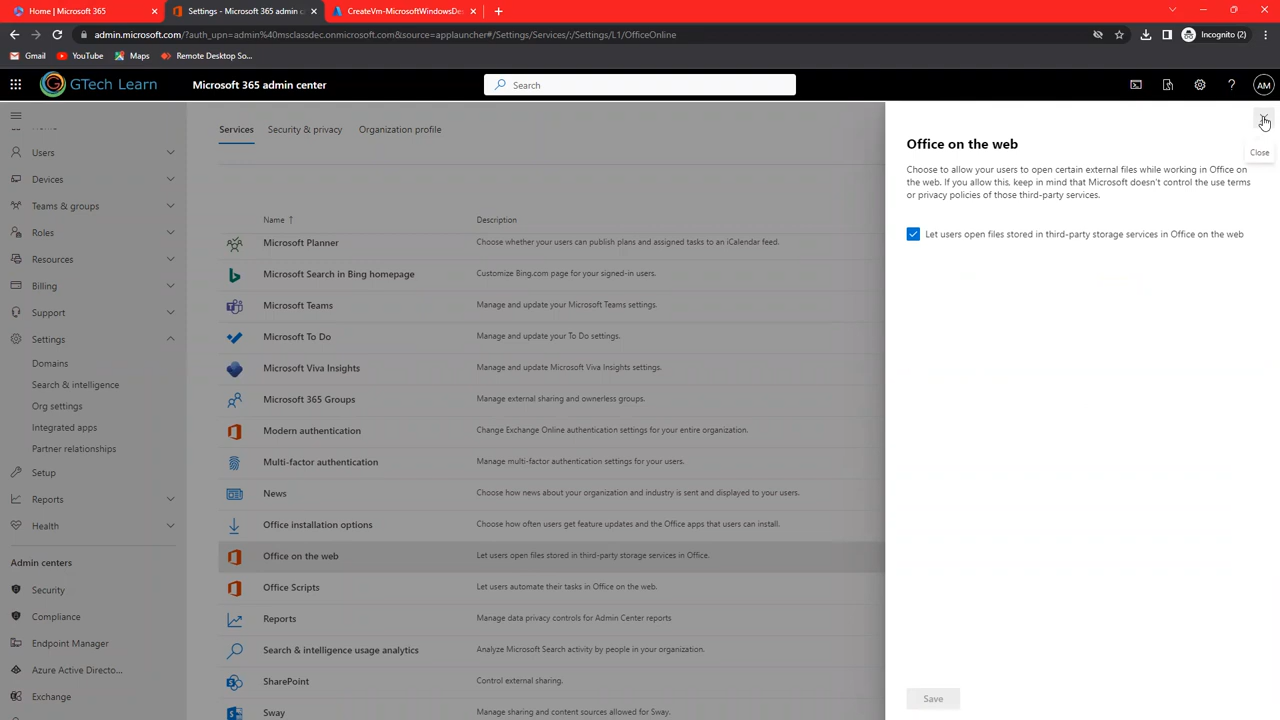 Home | Microsoft 365
Settings - Microsoft 365 admin c
CreateVm-MicrosoftWindowsDes
admin.microsoft.com/?auth_upn=admin%40msclassdec.onmicrosoft.com&source=applauncher#/Settings/Services/:/Settings/L1/OfficeOnline
Incognito (2)
Gmail
YouTube
Maps
Remote Desktop So...
GTech Learn
Microsoft 365 admin center
Search
AM
Users
Devices
Teams & groups
Roles
Resources
Billing
Support
Settings
Domains
Search & intelligence
Org settings
Integrated apps
Partner relationships
Setup
Reports
Health
Admin centers
Security
Compliance
Endpoint Manager
Azure Active Directo...
Exchange
Services
Security & privacy
Organization profile
Name ↑
Description
Microsoft Planner
Choose whether your users can publish plans and assigned tasks to an iCalendar feed.
Microsoft Search in Bing homepage
Customize Bing.com page for your signed-in users.
Microsoft Teams
Manage and update your Microsoft Teams settings.
Microsoft To Do
Manage and update your To Do settings.
Microsoft Viva Insights
Manage and update Microsoft Viva Insights settings.
Microsoft 365 Groups
Manage external sharing and ownerless groups.
Modern authentication
Change Exchange Online authentication settings for your entire organization.
Multi-factor authentication
Manage multi-factor authentication settings for your users.
News
Choose how news about your organization and industry is sent and displayed to your users.
Office installation options
Choose how often users get feature updates and the Office apps that users can install.
Office on the web
Let users open files stored in third-party storage services in Office.
Office Scripts
Let users automate their tasks in Office on the web.
Reports
Manage data privacy controls for Admin Center reports
Search & intelligence usage analytics
Analyze Microsoft Search activity by people in your organization.
SharePoint
Control external sharing.
Sway
Manage sharing and content sources allowed for Sway.
Close
Office on the web
Choose to allow your users to open certain external files while working in Office on
the web. If you allow this, keep in mind that Microsoft doesn't control the use terms
or privacy policies of those third-party services.
Let users open files stored in third-party storage services in Office on the web
Save